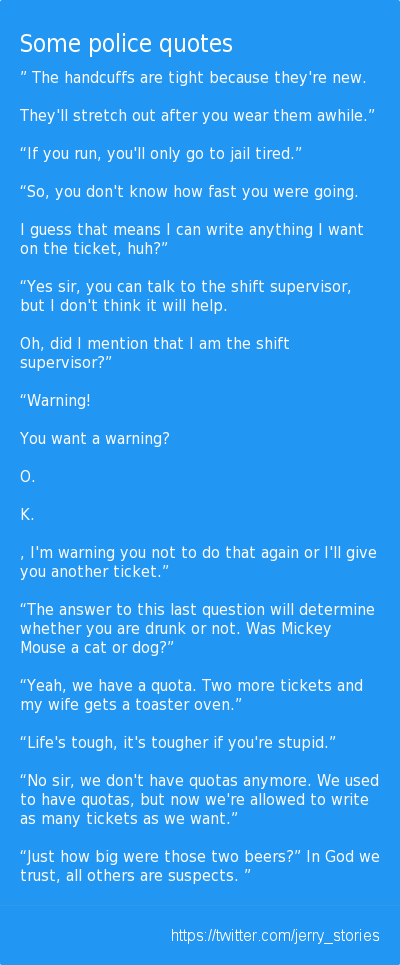 Some police quotes
” The handcuffs are tight because they're new.
They'll stretch out after you wear them awhile.”
“If you run, you'll only go to jail tired.”
“So, you don't know how fast you were going.
I guess that means I can write anything I want
on the ticket, huh?”
“Yes sir, you can talk to the shift supervisor,
but I don't think it will help.
Oh, did I mention that I am the shift
supervisor?”
“Warning!
You want a warning?
O.
K.
, I'm warning you not to do that again or I'll give
you another ticket.”
“The answer to this last question will determine
whether you are drunk or not. Was Mickey
Mouse a cat or dog?”
“Yeah, we have a quota. Two more tickets and
my wife gets a toaster oven.”
“Life's tough, it's tougher if you're stupid.”
“No sir, we don't have quotas anymore. We used
to have quotas, but now we're allowed to write
as many tickets as we want.”
“Just how big were those two beers?” In God we
trust, all others are suspects. ”
https://twitter.com/jerry_stories